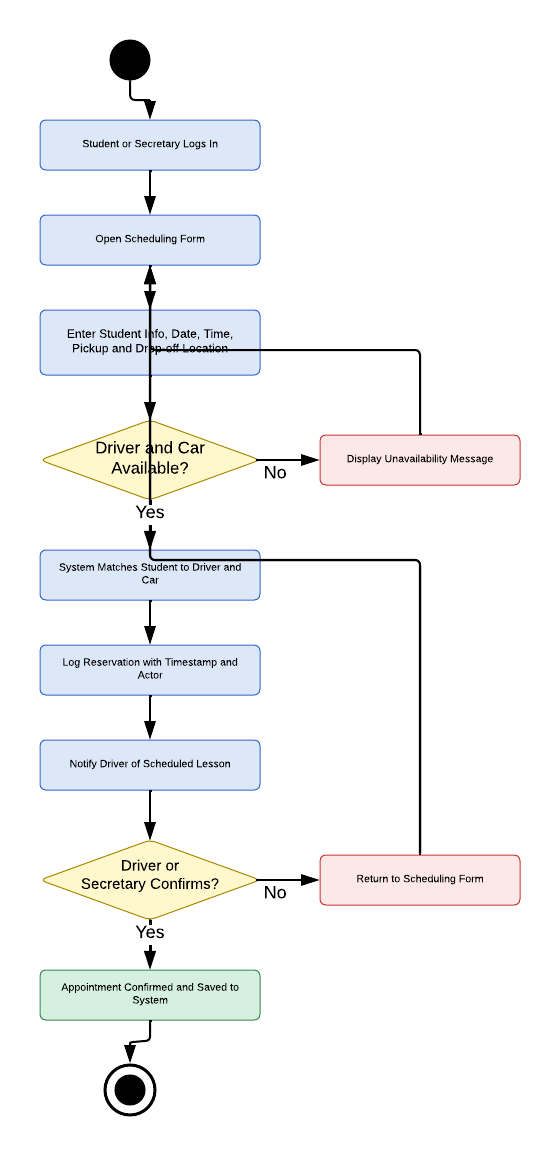 Student or Secretary Logs In
Open Scheduling Form
Enter Student Info, Date, Time,
Pickup and Drop-off Location
Driver and Car
Available?
No
Display Unavailability Message
Yes
System Matches Student to Driver and
Car
Log Reservation with Timestamp and
Actor
Notify Driver of Scheduled Lesson
Driver or
Secretary Confirms?
No
Return to Scheduling Form
Yes
Appointment Confirmed and Saved to
System